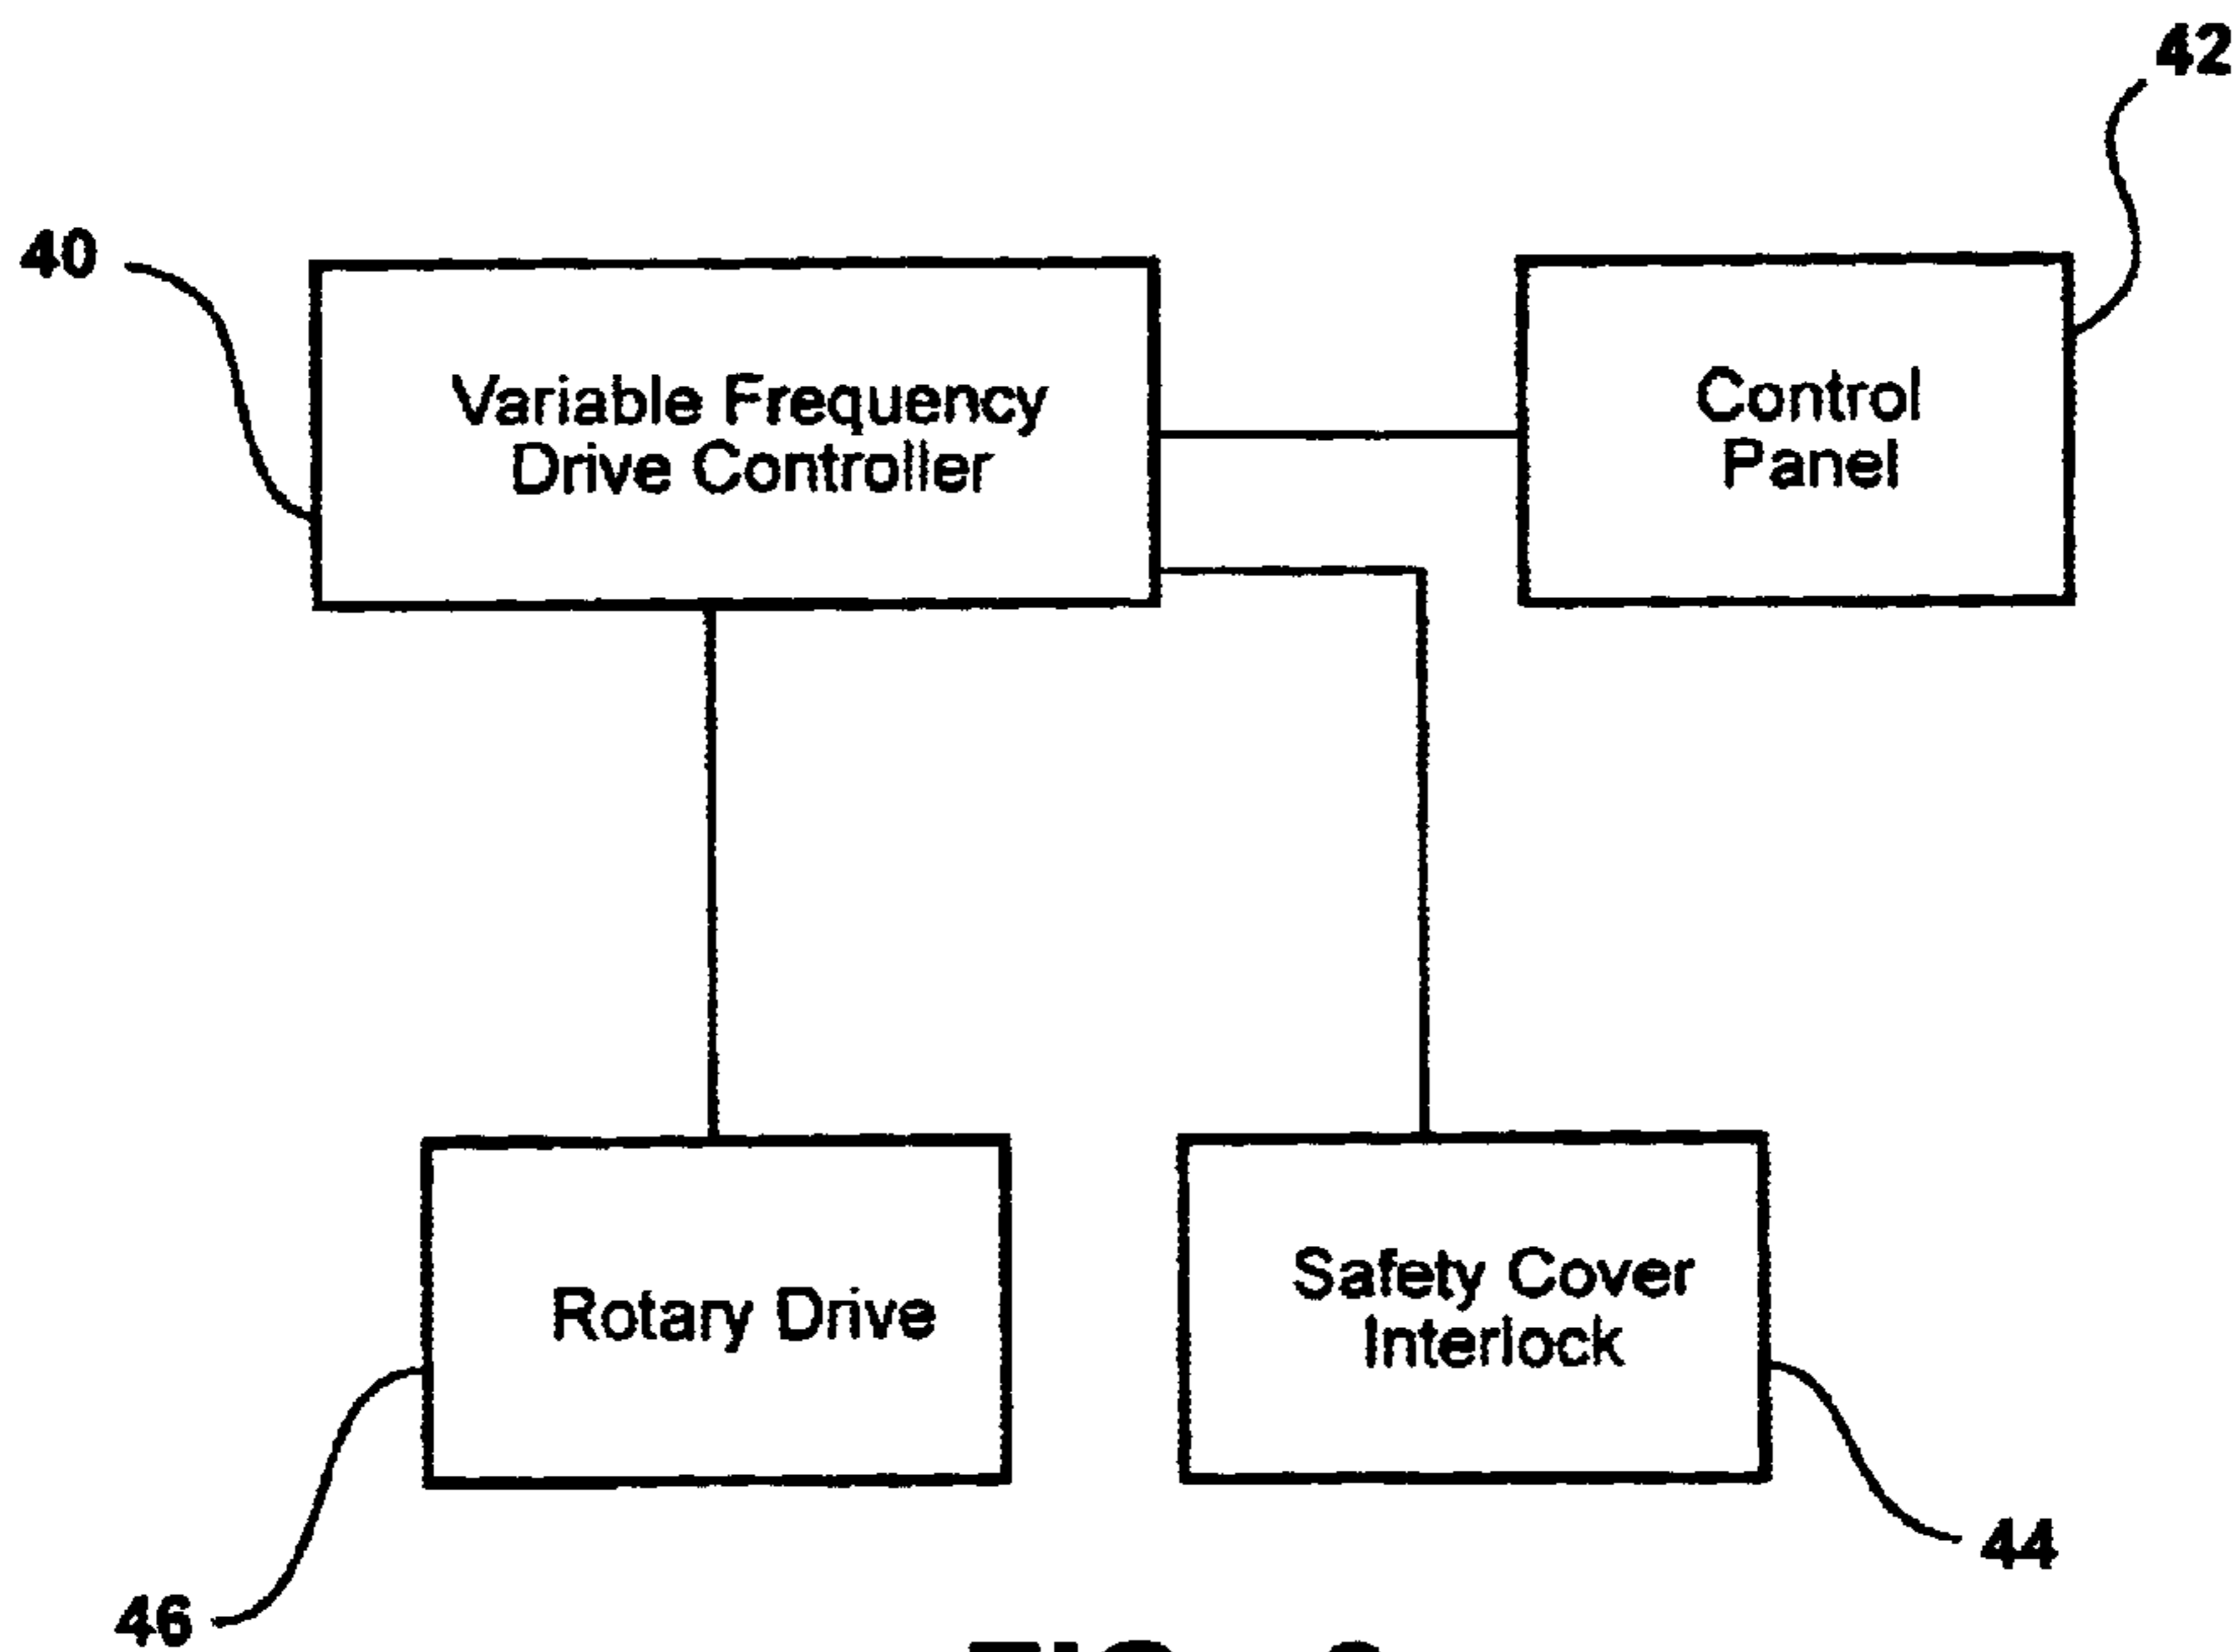 42
40
Variable Frequency
Drive Controller
Control
Panel
Rotary Drive
Safety Cover
Interlock
44
46